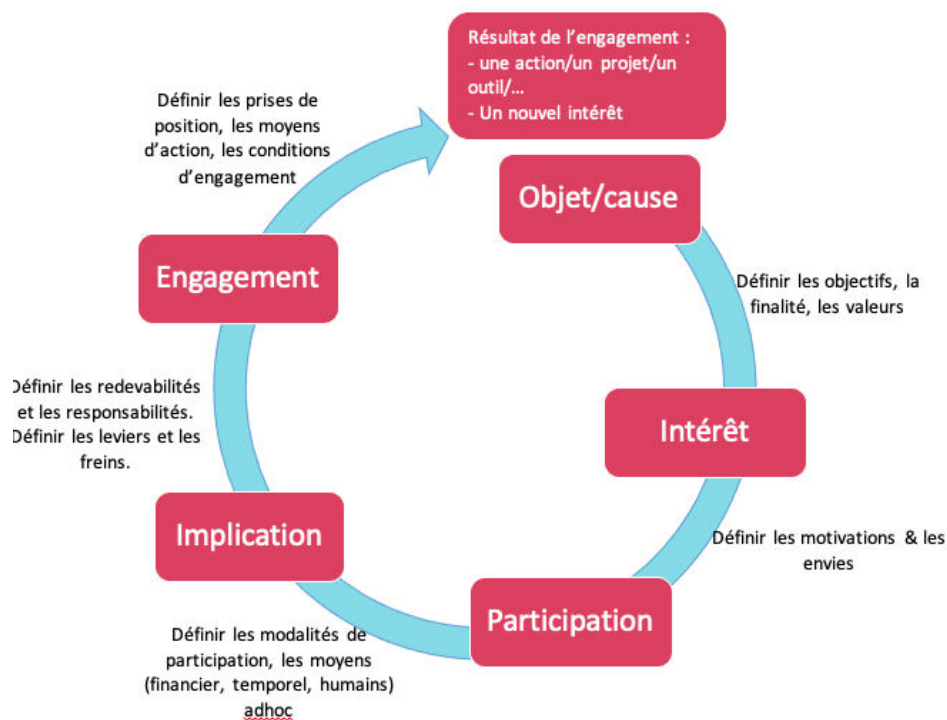 Résultat de l'engagement :
- une action/un projet/un
outil/...
- Un nouvel intérêt
Objet/cause
Définir les objectifs, la
finalité, les valeurs
Intérêt
Définir les motivations & les
envies
Participation
Définir les modalités de
participation, les moyens
(financier, temporel, humains)
adhoc
Implication
Définir les redevabilités
et les responsabilités.
Définir les leviers et les
freins.
Engagement
Définir les prises de
position, les moyens
d'action, les conditions
d'engagement